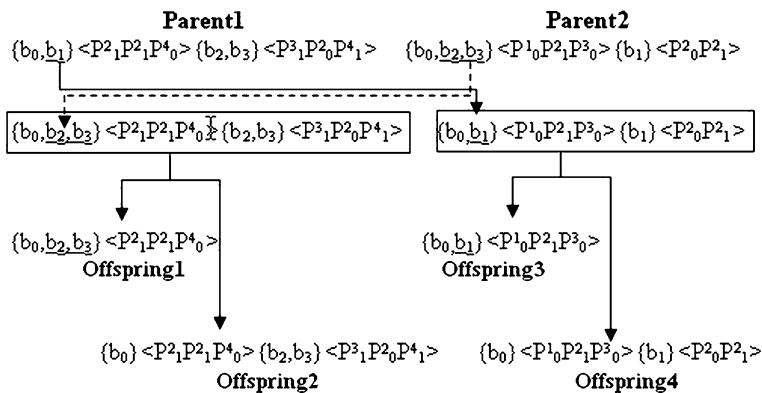 Parent1 Parent2
{b₀,b₁}<P²₁P²₁P⁴₀>{b₂,b₃}<P³₁P²₀P⁴₁> {b₀,b₂,b₃}<P¹₀P²₁P³₀>{b₁}<P²₀P²₁>
{b₀,b₂,b₃}<P²₁P²₁P⁴₀>{b₂,b₃}<P³₁P²₀P⁴₁> {b₀,b₁}<P¹₀P²₁P³₀>{b₁}<P²₀P²₁>
{b₀,b₂,b₃}<P²₁P²₁P⁴₀> {b₀,b₁}<P¹₀P²₁P³₀>
Offspring1 Offspring3
{b₀}<P²₁P²₁P⁴₀>{b₂,b₃}<P³₁P²₀P⁴₁> {b₀}<P¹₀P²₁P³₀>{b₁}<P²₀P²₁>
Offspring2 Offspring4